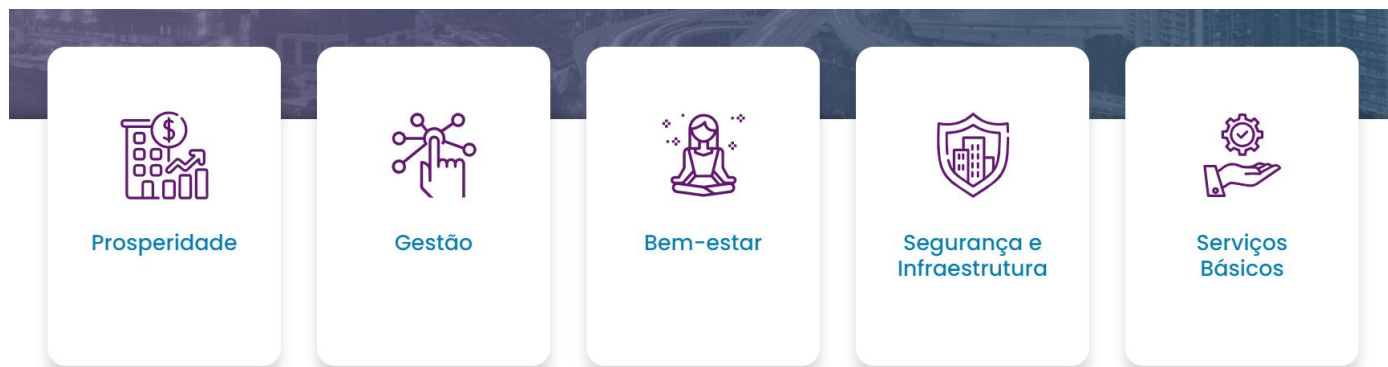 Prosperidade
Gestão
Bem-estar
Segurança e
Infraestrutura
Serviços
Básicos